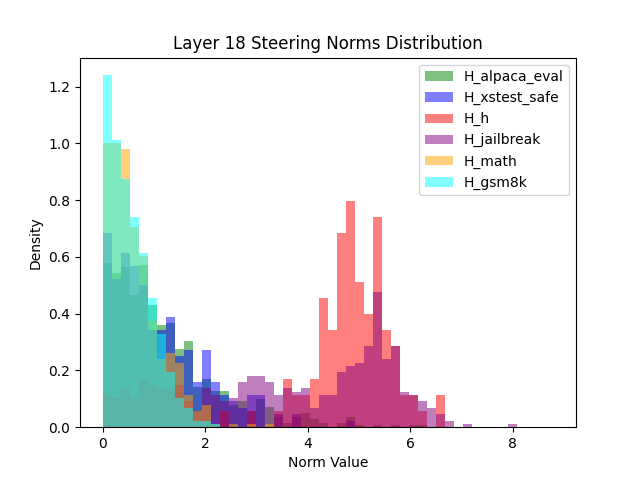 Layer 18 Steering Norms Distribution
H_alpaca_eval
H_xstest_safe
H_h
H_jailbreak
H_math
H_gsm8k
1.2
1.0
0.8
0.6
0.4
0.2
0.0
Density
0 2 4 6 8
Norm Value